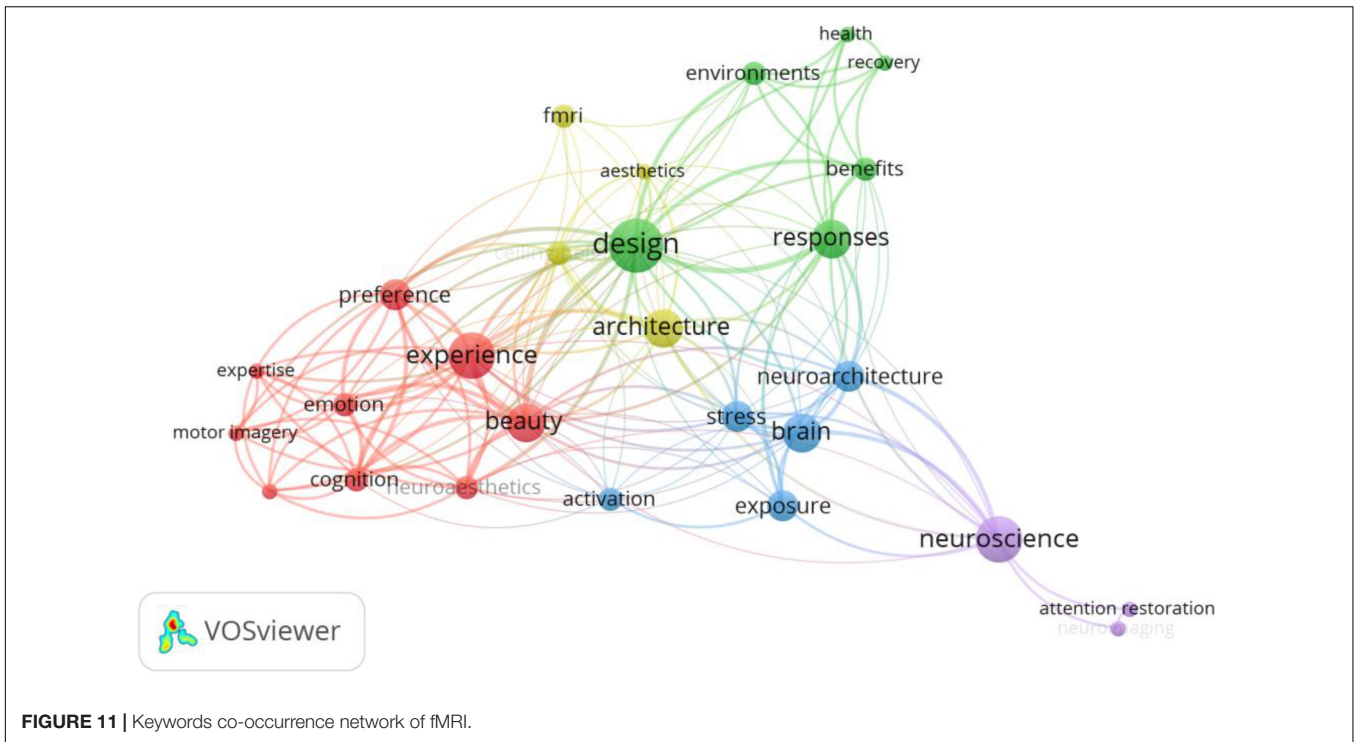 health
recovery
environments
fmri
aesthetics
benefits
design
responses
preference
architecture
experience
expertise
neuroarchitecture
emotion
stress
beauty
brain
motor imagery
cognition
neuroaesthetics
activation
exposure
neuroscience
attention restoration
neuroimaging
VOSviewer
FIGURE 11 | Keywords co-occurrence network of fMRI.